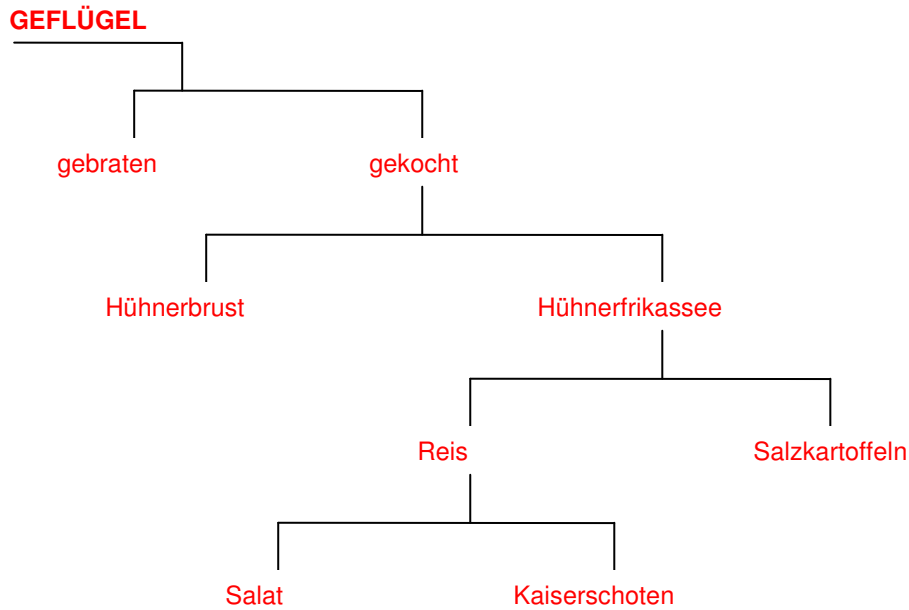 GEFLÜGEL
gebraten gekocht
Hühnerbrust Hühnerfrikassee
Reis Salzkartoffeln
Salat Kaiserschoten